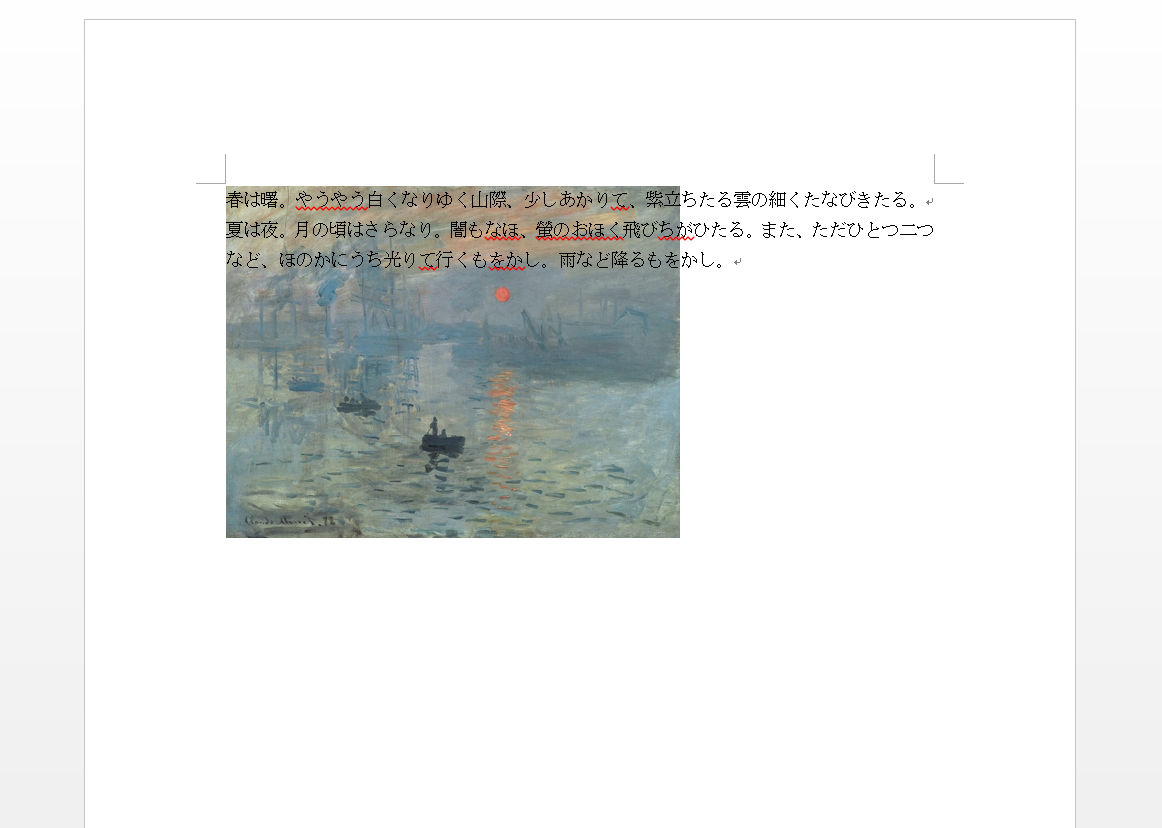 春は曙。やうやう白くなりゆく山際、少しあかりて、紫立ちたる雲の細くたなびきたる。
夏は夜。月の頃はさらなり。闇もなほ、螢のおほく飛びちがひたる。また、ただひとつ二つ
など、ほのかにうち光りて行くもをかし。雨など降るもをかし。
Claude Monet. 72